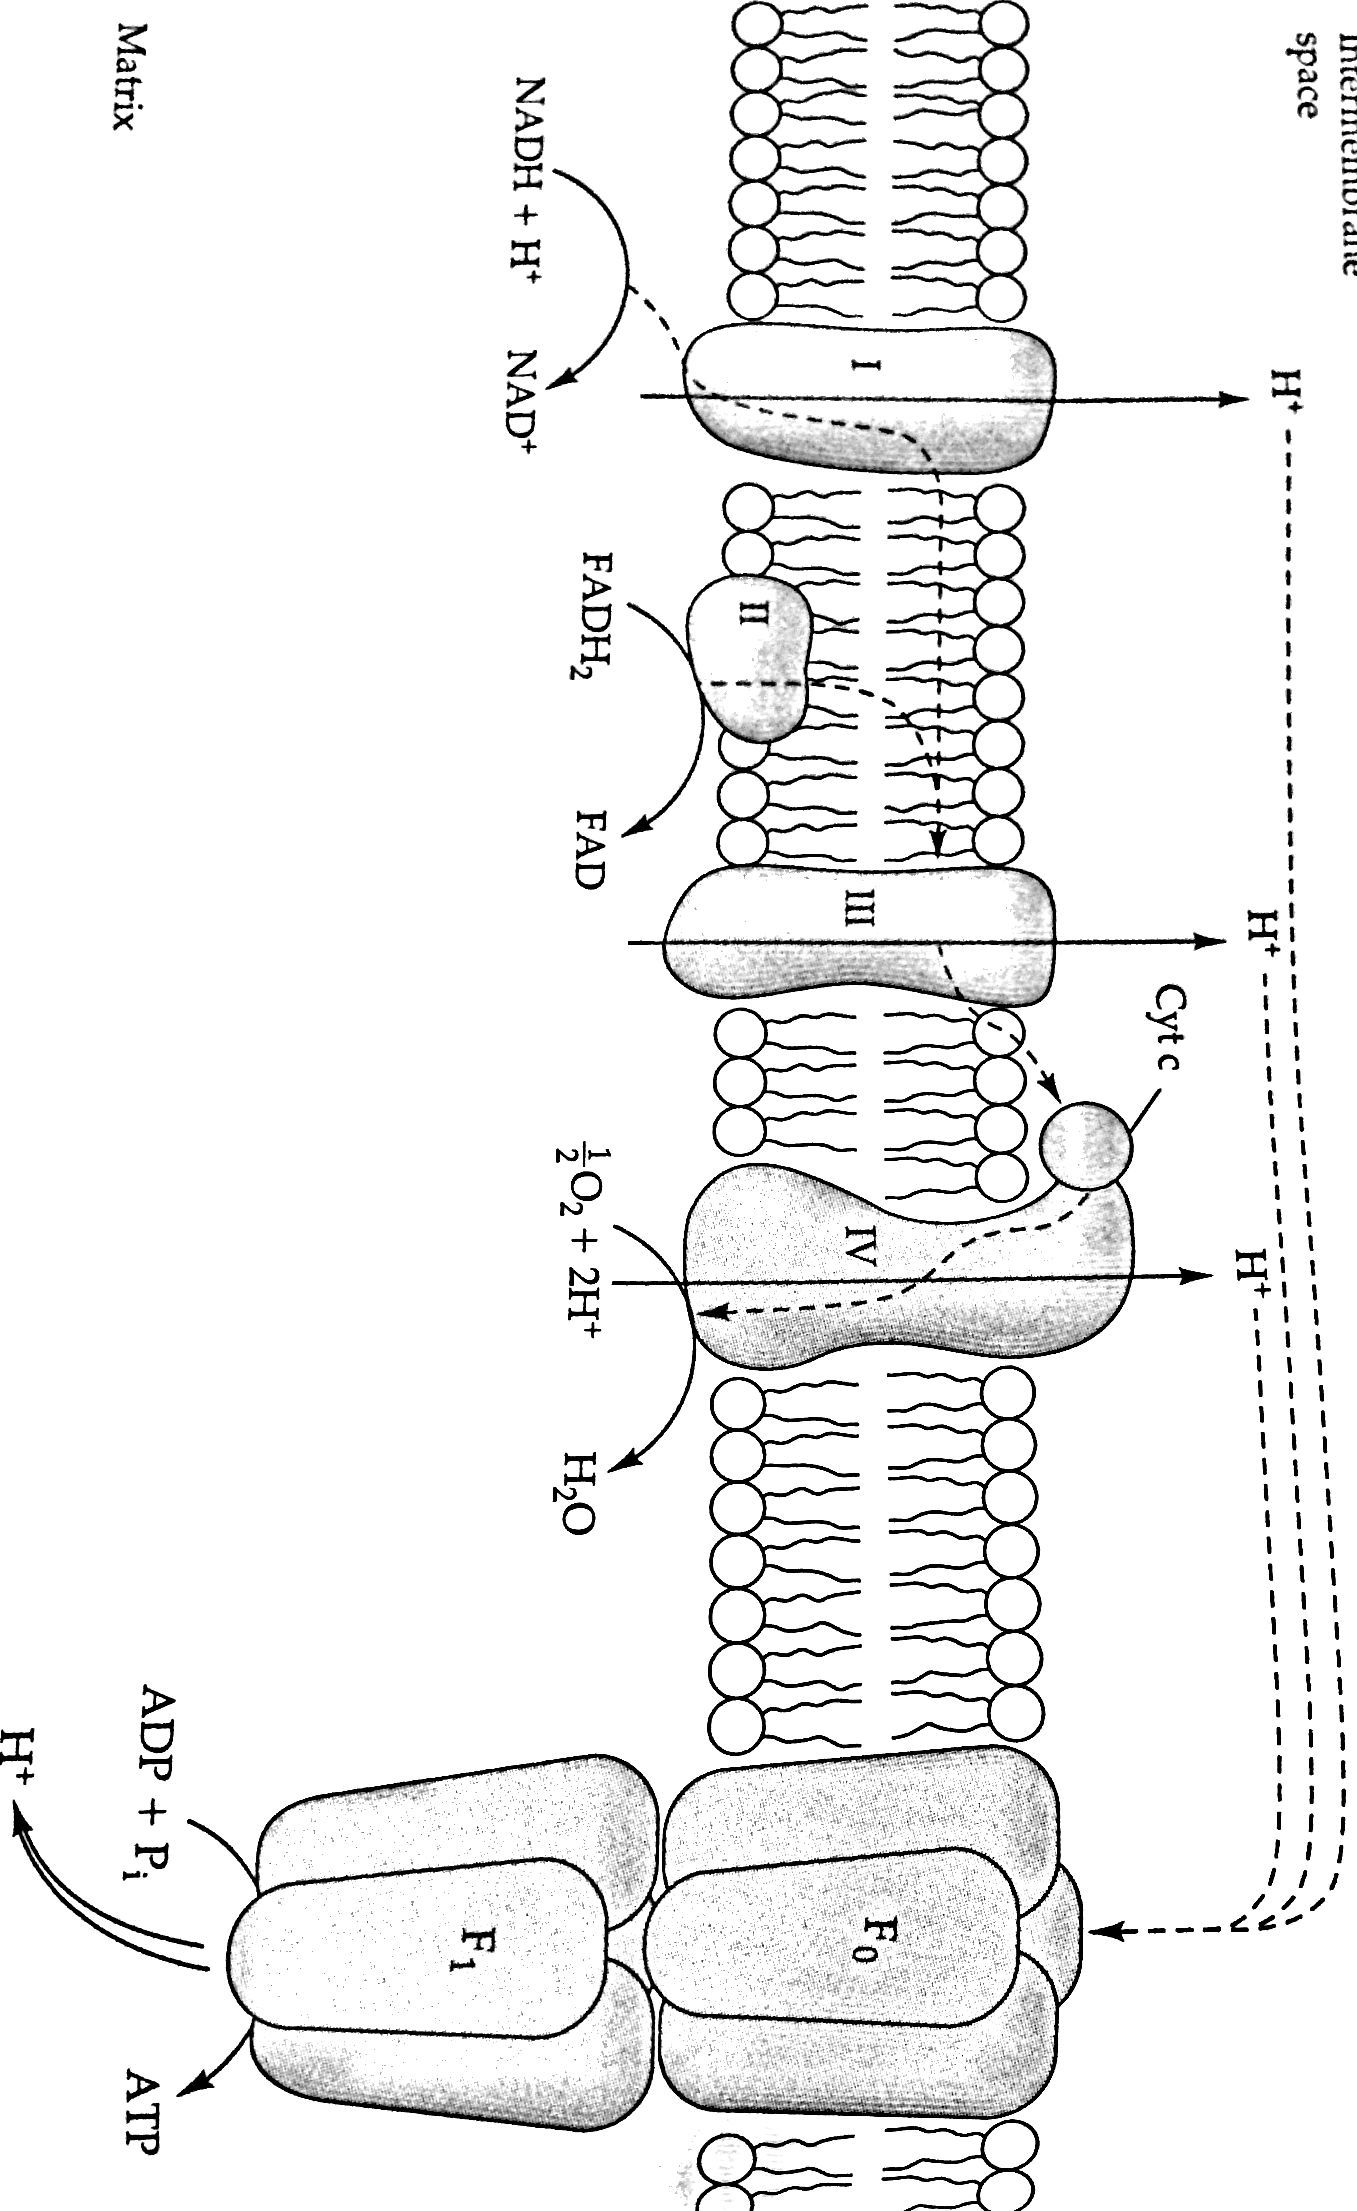 Intermembrane
space
H⁺
H⁺
H⁺
Cyt c
I
II
III
IV
NADH + H⁺
NAD⁺
FADH₂
FAD
½O₂ + 2H⁺
H₂O
F₀
F₁
ADP + Pᵢ
ATP
H⁺
Matrix